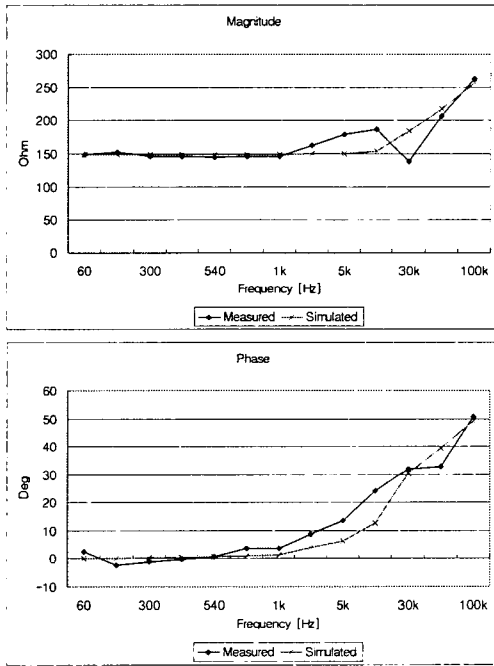 Magnitude
300
250
200
150
100
50
0
Ohm
60 300 540 1k 5k 30k 100k
Frequency [Hz]
Measured Simulated
Phase
60
50
40
30
20
10
0
-10
Deg
60 300 540 1k 5k 30k 100k
Frequency [Hz]
Measured Simulated